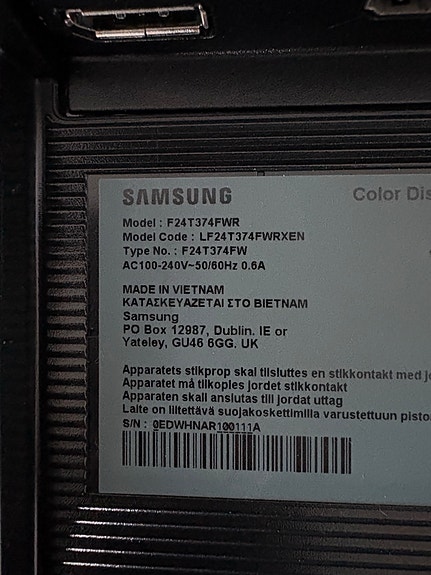 SAMSUNG
Color Dis
Model : F24T374FWR
Model Code : LF24T374FWRXEN
Type No. : F24T374FW
AC100-240V~50/60Hz 0.6A
MADE IN VIETNAM
ΚΑΤΑΣΚΕΥΑΖΕΤΑΙ ΣΤΟ ΒΙΕΤΝΑΜ
Samsung
PO Box 12987, Dublin. IE or
Yateley, GU46 6GG. UK
Apparatets stikprop skal tilsluttes en stikkontakt med jo
Apparatet må tilkoples jordet stikkontakt
Apparaten skall anslutas till jordat uttag
Laite on liitettävä suojakoskettimilla varustettuun pistor
S/N : 0EDWHNAR100111A